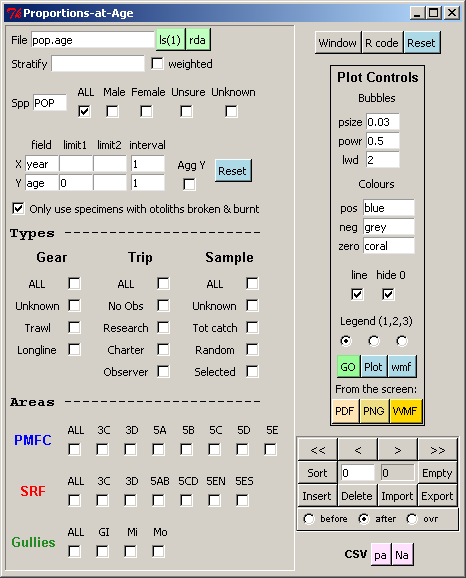 Proportions-at-Age
File pop.age ls(1) rda
Window R code Reset
Stratify weighted
ALL Male Female Unsure Unknown
Spp POP
field limit1 limit2 interval
X year 1 Agg Y
Y age 0 1
Reset
Only use specimens with otoliths broken & burnt
Types
Gear Trip Sample
ALL ALL ALL
Unknown No Obs Unknown
Trawl Research Tot catch
Longline Charter Random
Observer Selected
Areas
ALL 3C 3D 5A 5B 5C 5D 5E
PMFC
ALL 3C 3D 5AB 5CD 5EN 5ES
SRF
ALL GI Mi Mo
Gullies
Plot Controls
Bubbles
psize 0.03
powr 0.5
lwd 2
Colours
pos blue
neg grey
zero coral
line hide 0
Legend (1,2,3)
GO Plot wmf
From the screen:
PDF PNG WMF
<< < > >>
Sort 0 0 Empty
Insert Delete Import Export
before after ovr
CSV pa Na